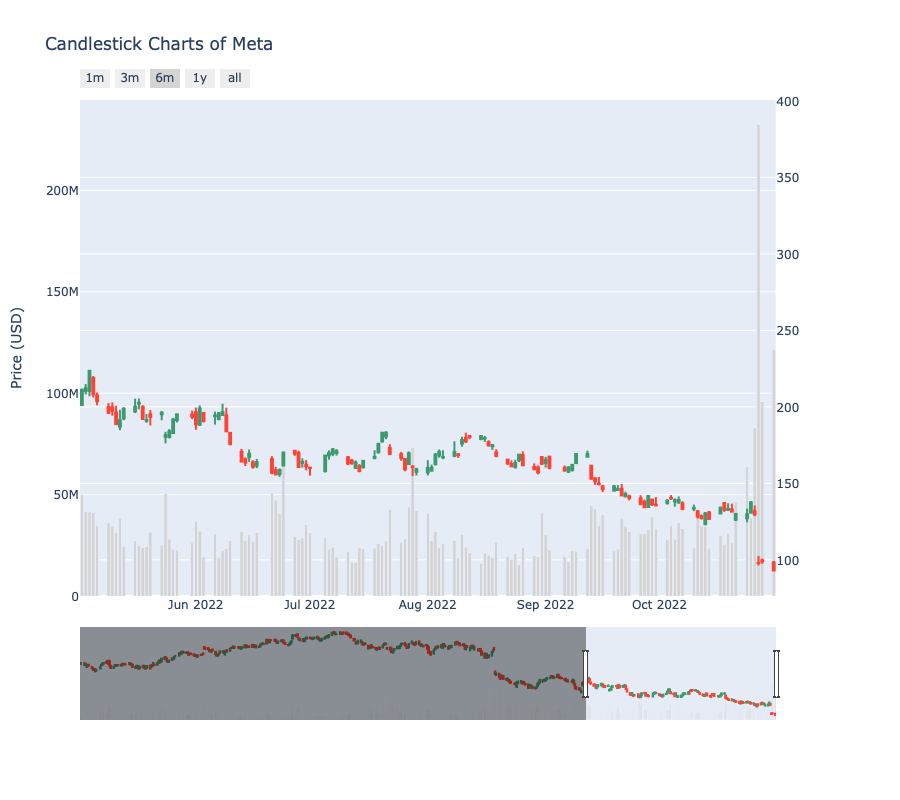 Candlestick Charts of Meta
1m 3m 6m 1y all
400
350
200M
300
150M
250
Price (USD)
100M
200
50M
150
100
0
Jun 2022 Jul 2022 Aug 2022 Sep 2022 Oct 2022